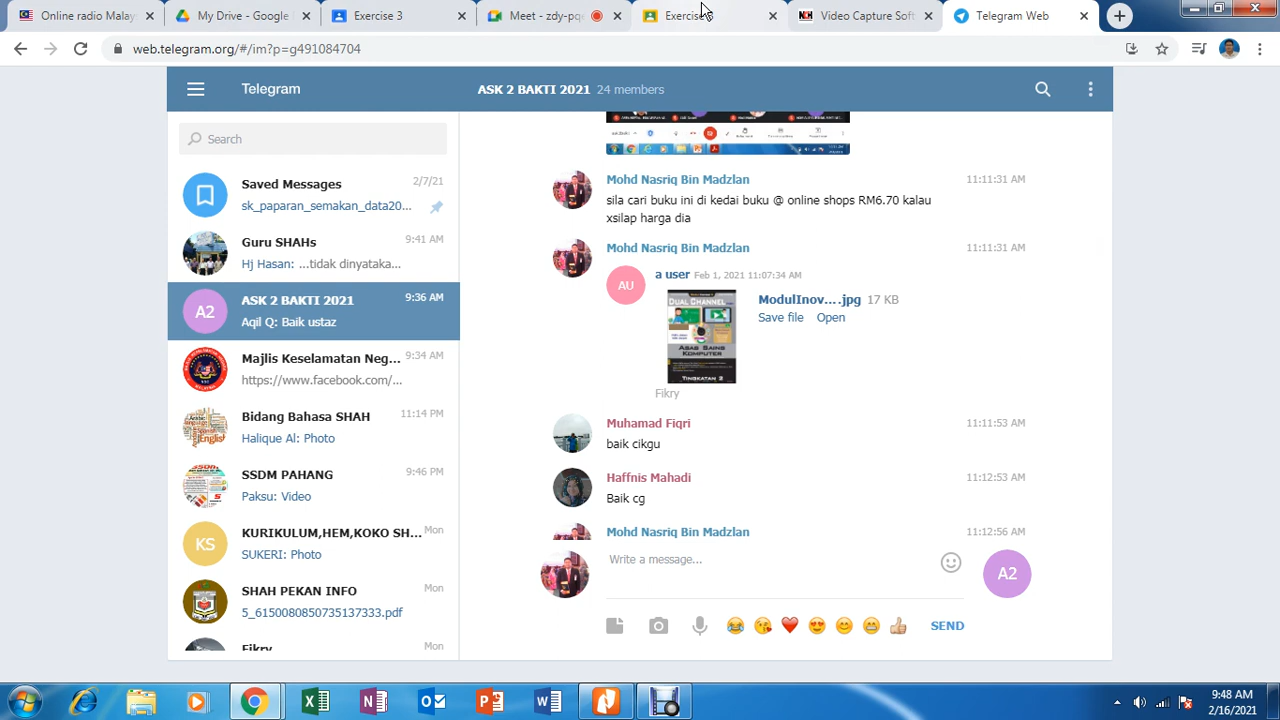 Online radio Malay
My Drive - Google
Exercise 3
Meet - zdy-pqe
Exercise
Video Capture Soft
Telegram Web
web.telegram.org/#/im?p=g491084704
Telegram
ASK 2 BAKTI 2021 24 members
Search
Saved Messages 2/7/21
sk_paparan_semakan_data20...
Guru SHAHs 9:41 AM
Hj Hasan: ...tidak dinyataka...
ASK 2 BAKTI 2021 9:36 AM
Aqil Q: Baik ustaz
Majlis Keselamatan Neg... 9:34 AM
https://www.facebook.com/...
Bidang Bahasa SHAH 11:14 PM
Halique Al: Photo
SSDM PAHANG 9:46 PM
Paksu: Video
KURIKULUM,HEM,KOKO SH... Mon
SUKERI: Photo
SHAH PEKAN INFO Mon
5_6150080850735137333.pdf
Fikry Mon
Mohd Nasriq Bin Madzlan 11:11:31 AM
sila cari buku ini di kedai buku @ online shops RM6.70 kalau
xsilap harga dia
Mohd Nasriq Bin Madzlan 11:11:31 AM
AU
a user Feb 1, 2021 11:07:34 AM
DUAL CHANNEL
ASAS SAINS
KOMPUTER
TINGKATAN 2
ModulInov....jpg 17 KB
Save file Open
Fikry
Muhamad Fiqri 11:11:53 AM
baik cikgu
Haffnis Mahadi 11:12:53 AM
Baik cg
Mohd Nasriq Bin Madzlan 11:12:56 AM
Write a message...
A2
SEND
A2
KS
9:48 AM
2/16/2021